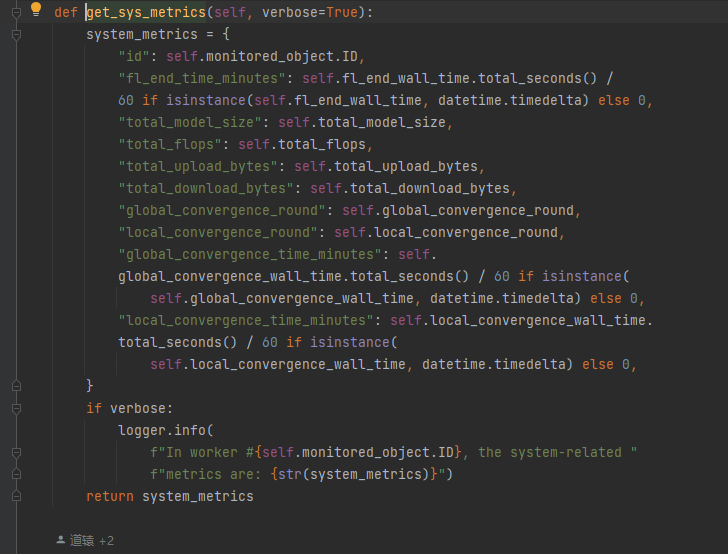 def get_sys_metrics(self, verbose=True):
    system_metrics = {
        "id": self.monitored_object.ID,
        "fl_end_time_minutes": self.fl_end_wall_time.total_seconds() /
        60 if isinstance(self.fl_end_wall_time, datetime.timedelta) else 0,
        "total_model_size": self.total_model_size,
        "total_flops": self.total_flops,
        "total_upload_bytes": self.total_upload_bytes,
        "total_download_bytes": self.total_download_bytes,
        "global_convergence_round": self.global_convergence_round,
        "local_convergence_round": self.local_convergence_round,
        "global_convergence_time_minutes": self.
        global_convergence_wall_time.total_seconds() / 60 if isinstance(
            self.global_convergence_wall_time, datetime.timedelta) else 0,
        "local_convergence_time_minutes": self.local_convergence_wall_time.
        total_seconds() / 60 if isinstance(
            self.local_convergence_wall_time, datetime.timedelta) else 0,
    }
    if verbose:
        logger.info(
            f"In worker #{self.monitored_object.ID}, the system-related "
            f"metrics are: {str(system_metrics)}")
    return system_metrics
道辕 +2